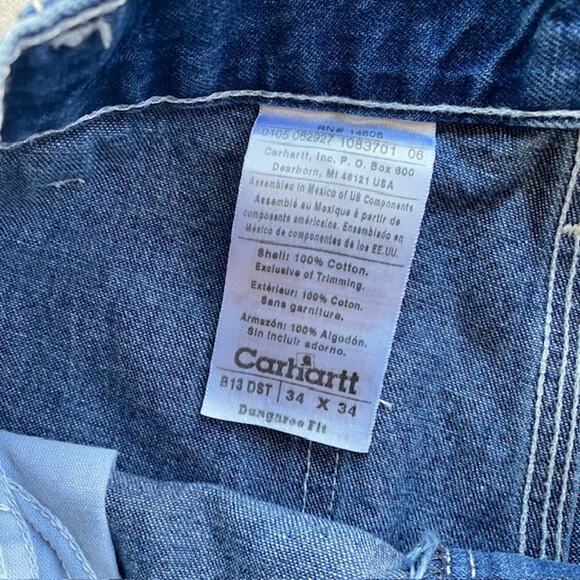 RN# 14806
0105 082927 1083701 06
Carhartt, Inc. P. O. Box 600
Dearborn, MI 48121 USA
Assembled in Mexico of US Components
Assemblé au Mexique à partir de
composants américains. Ensamblado en
México de componentes de los EE.UU.
Shell: 100% Cotton.
Exclusive of Trimming.
Extérieur: 100% Coton.
Sans garniture.
Armazón: 100% Algodón.
Sin incluir adorno.
Carhartt
B13 DST 34 X 34
Dungaree Fit